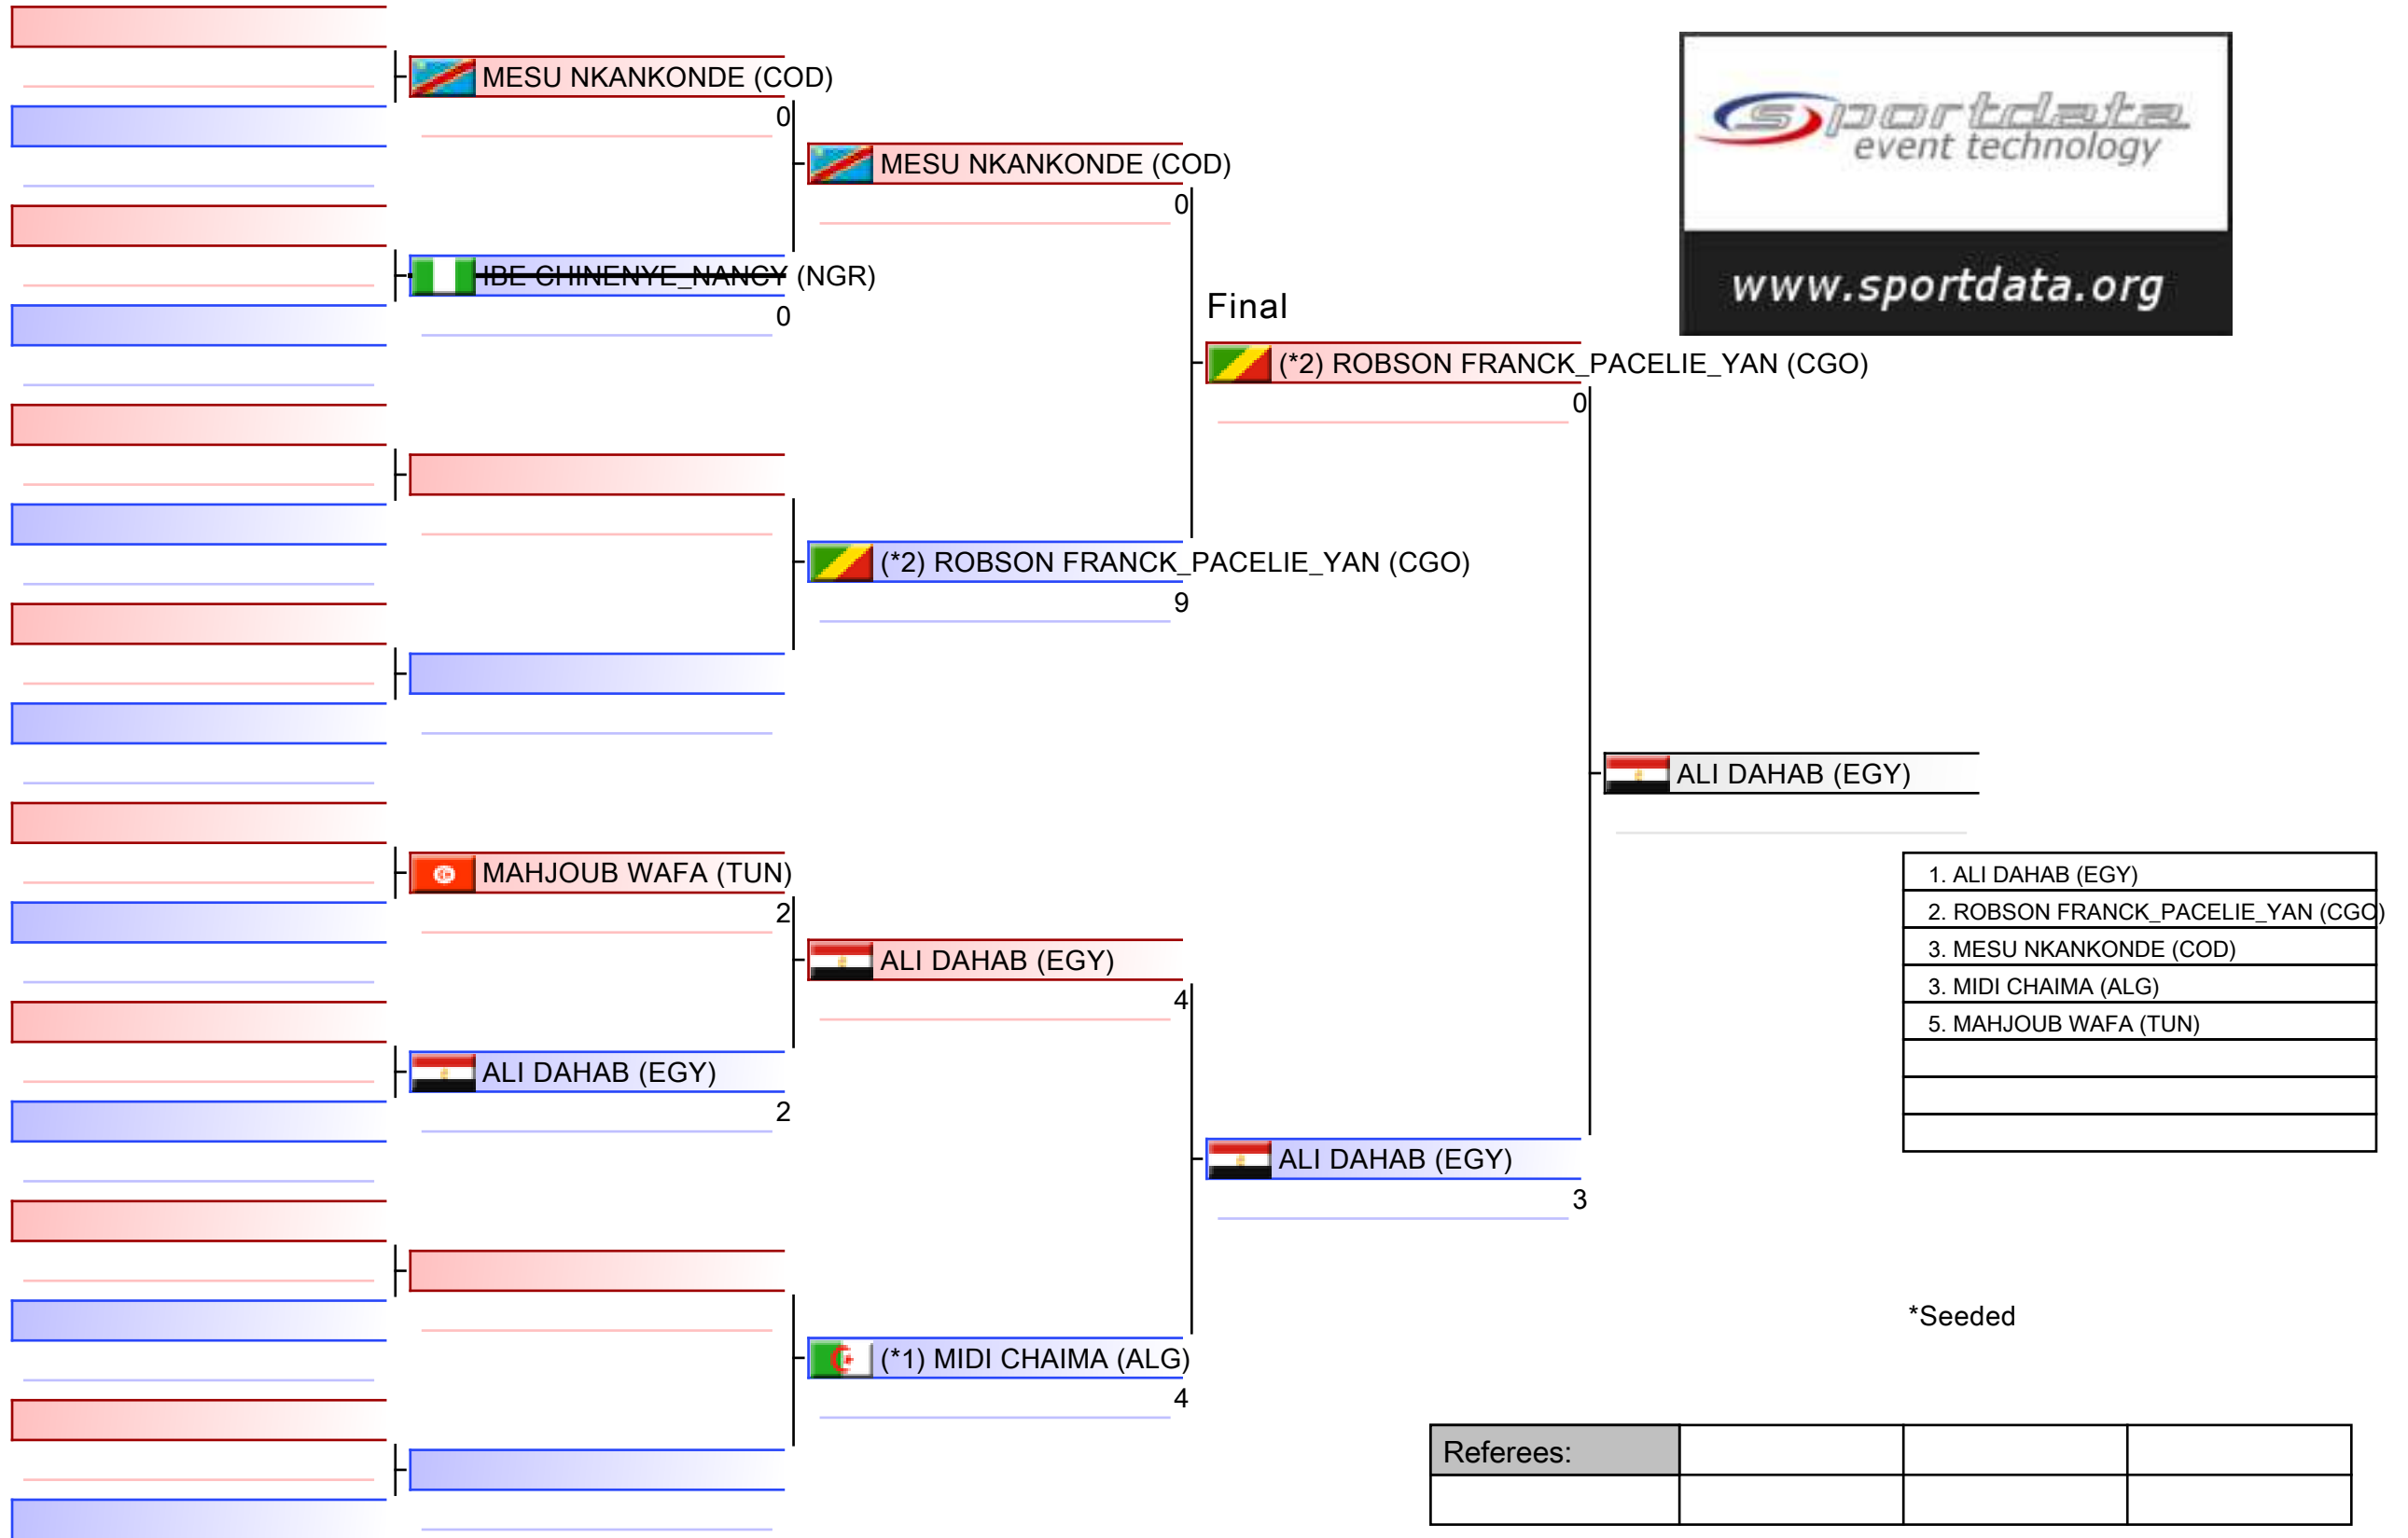 MESU NKANKONDE (COD)
0
MESU NKANKONDE (COD)
0
IBE CHINENYE_NANCY (NGR)
0
sportdata
event technology
www.sportdata.org
Final
(*2) ROBSON FRANCK_PACELIE_YAN (CGO)
0
(*2) ROBSON FRANCK_PACELIE_YAN (CGO)
9
ALI DAHAB (EGY)
MAHJOUB WAFA (TUN)
2
ALI DAHAB (EGY)
4
ALI DAHAB (EGY)
2
ALI DAHAB (EGY)
3
(*1) MIDI CHAIMA (ALG)
4
1. ALI DAHAB (EGY)
2. ROBSON FRANCK_PACELIE_YAN (CGO)
3. MESU NKANKONDE (COD)
3. MIDI CHAIMA (ALG)
5. MAHJOUB WAFA (TUN)
*Seeded
Referees: